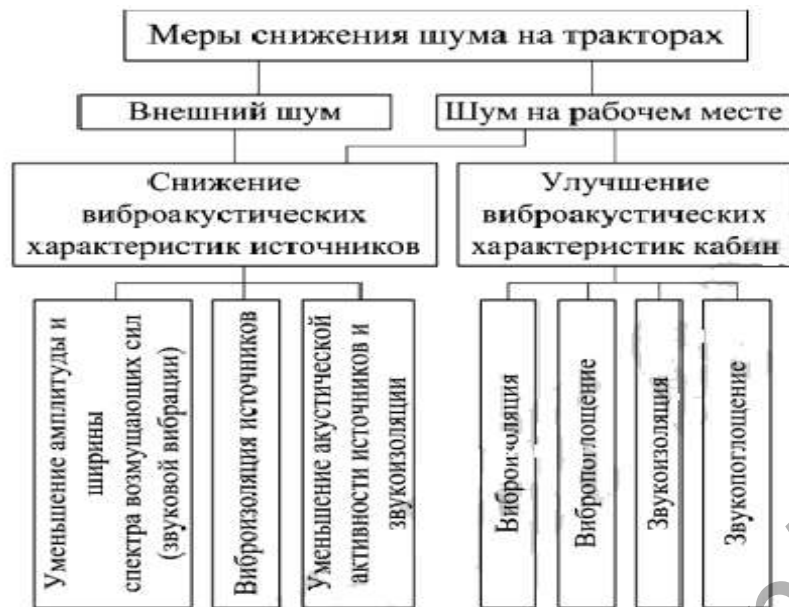 Меры снижения шума на тракторах
Внешний шум
Шум на рабочем месте
Снижение
виброакустических
характеристик источников
Улучшение
виброакустических
характеристик кабин
Уменьшение амплитуды и
ширины
спектра возмущающих сил
(звуковой вибрации)
Виброизоляция источников
Уменьшение акустической
активности источников и
звукоизоляции
Виброизоляция
Вибропоглощение
Звукоизоляция
Звукопоглощение